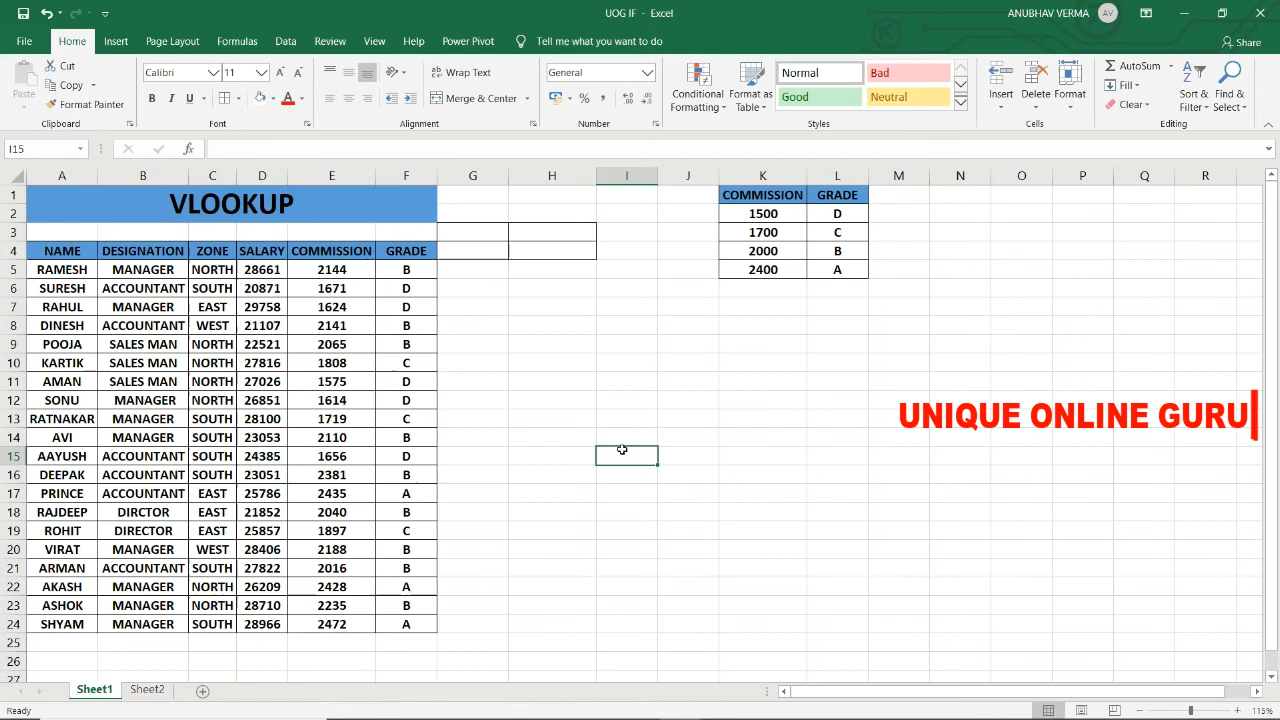 UOG IF - Excel
ANUBHAV VERMA AV
File Home Insert Page Layout Formulas Data Review View Help Power Pivot Tell me what you want to do Share
Paste Cut Copy Format Painter Clipboard
Calibri 11 B I U A A A Font
Wrap Text Merge & Center Alignment
General % , Number
Conditional Formatting Format as Table Normal Bad Good Neutral Styles
Insert Delete Format Cells
AutoSum Fill Clear Sort & Filter Find & Select Editing
I15 fx
A B C D E F G H I J K L M N O P Q R
1 VLOOKUP COMMISSION GRADE
2 1500 D
3 1700 C
4 NAME DESIGNATION ZONE SALARY COMMISSION GRADE 2000 B
5 RAMESH MANAGER NORTH 28661 2144 B 2400 A
6 SURESH ACCOUNTANT SOUTH 20871 1671 D
7 RAHUL MANAGER EAST 29758 1624 D
8 DINESH ACCOUNTANT WEST 21107 2141 B
9 POOJA SALES MAN NORTH 22521 2065 B
10 KARTIK SALES MAN NORTH 27816 1808 C
11 AMAN SALES MAN NORTH 27026 1575 D
12 SONU MANAGER NORTH 26851 1614 D
13 RATNAKAR MANAGER SOUTH 28100 1719 C
UNIQUE ONLINE GURU
14 AVI MANAGER SOUTH 23053 2110 B
15 AAYUSH ACCOUNTANT SOUTH 24385 1656 D
16 DEEPAK ACCOUNTANT SOUTH 23051 2381 B
17 PRINCE ACCOUNTANT EAST 25786 2435 A
18 RAJDEEP DIRCTOR EAST 21852 2040 B
19 ROHIT DIRECTOR EAST 25857 1897 C
20 VIRAT MANAGER WEST 28406 2188 B
21 ARMAN ACCOUNTANT SOUTH 27822 2016 B
22 AKASH MANAGER NORTH 26209 2428 A
23 ASHOK MANAGER NORTH 28710 2235 B
24 SHYAM MANAGER SOUTH 28966 2472 A
25
26
27
Sheet1 Sheet2
Ready 115%